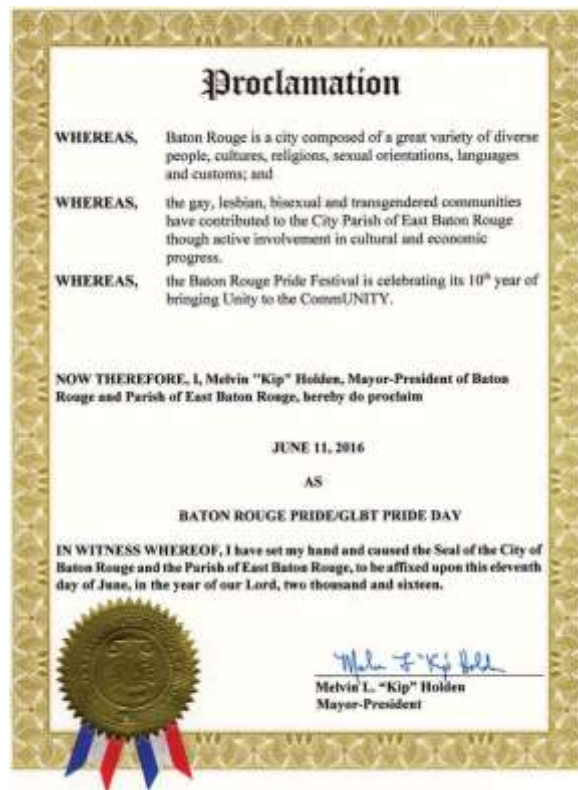 Proclamation
WHEREAS, Baton Rouge is a city composed of a great variety of diverse
people, cultures, religions, sexual orientations, languages
and customs; and
WHEREAS, the gay, lesbian, bisexual and transgendered communities
have contributed to the City Parish of East Baton Rouge
though active involvement in cultural and economic
progress.
WHEREAS, the Baton Rouge Pride Festival is celebrating its 10th year of
bringing Unity to the CommUNITY.
NOW THEREFORE, I, Melvin "Kip" Holden, Mayor-President of Baton
Rouge and Parish of East Baton Rouge, hereby do proclaim
JUNE 11, 2016
AS
BATON ROUGE PRIDE/GLBT PRIDE DAY
IN WITNESS WHEREOF, I have set my hand and caused the Seal of the City of
Baton Rouge and the Parish of East Baton Rouge, to be affixed upon this eleventh
day of June, in the year of our Lord, two thousand and sixteen.
Melvin L. "Kip" Holden
Melvin L. “Kip” Holden
Mayor-President